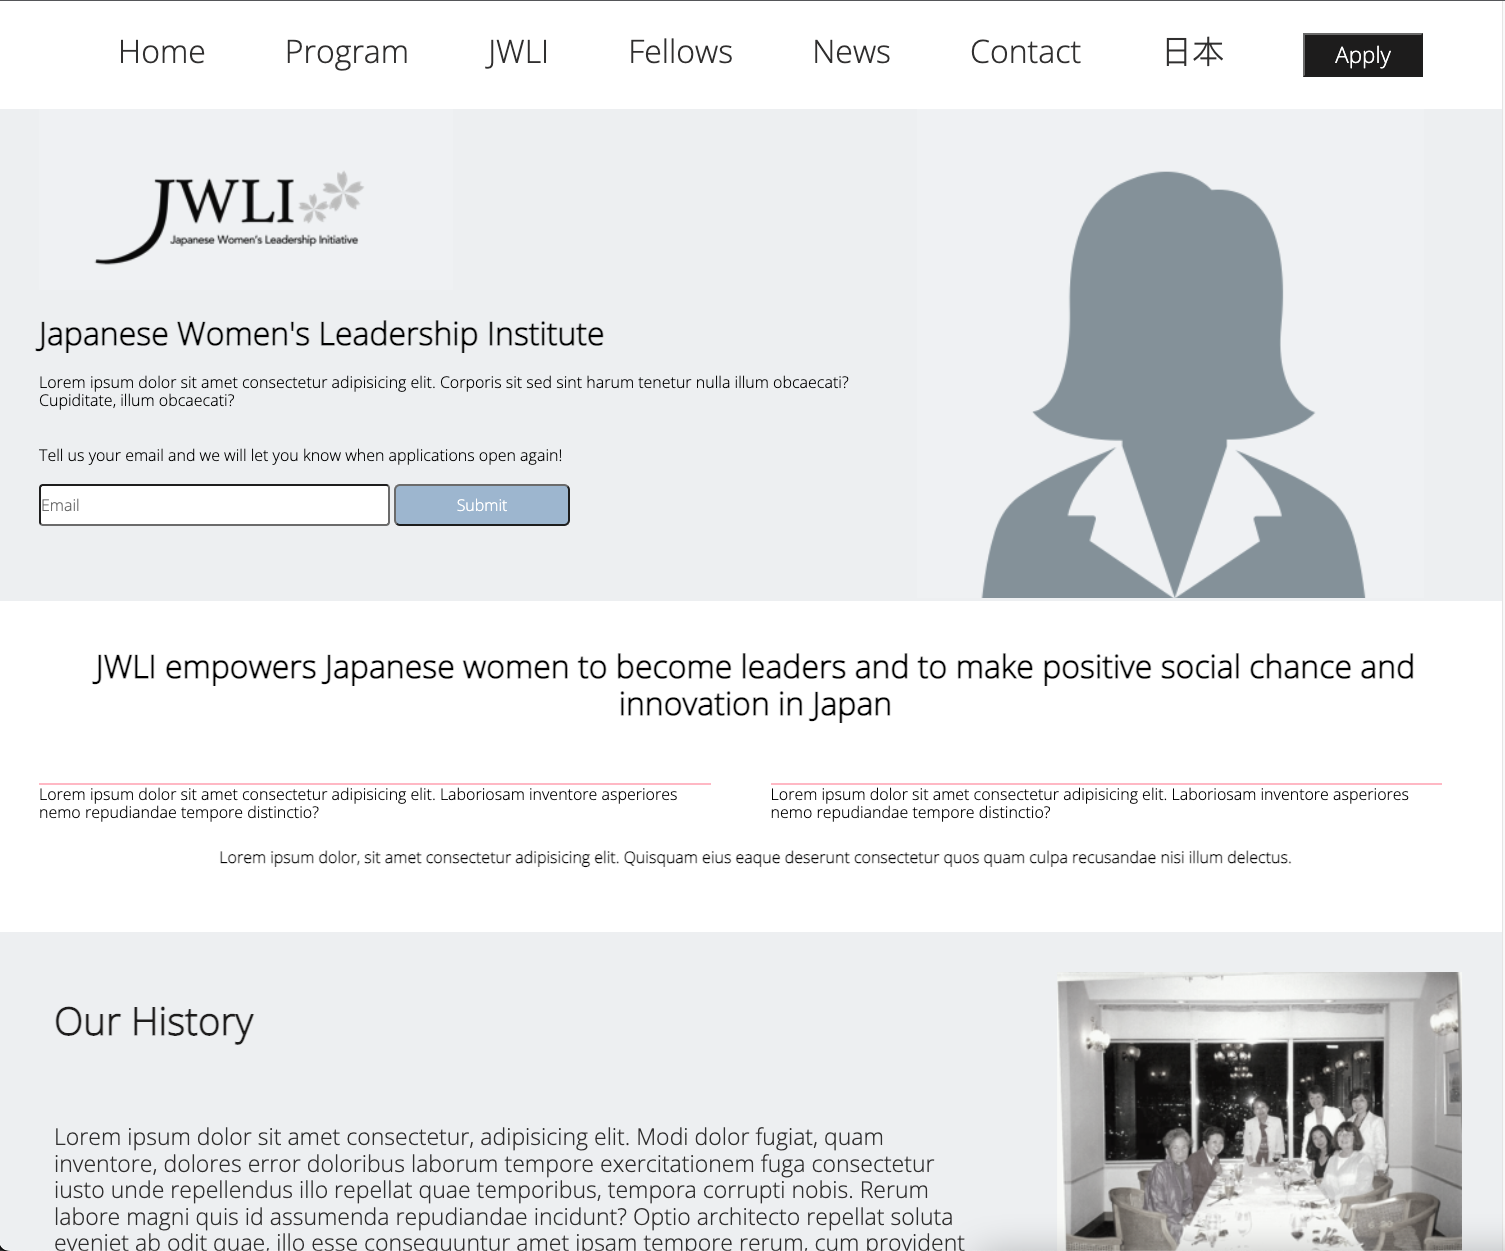 Home Program JWLI Fellows News Contact 日本 Apply
JWLI
Japanese Women's Leadership Initiative
Japanese Women's Leadership Institute
Lorem ipsum dolor sit amet consectetur adipisicing elit. Corporis sit sed sint harum tenetur nulla illum obcaecati?
Cupiditate, illum obcaecati?
Tell us your email and we will let you know when applications open again!
Email Submit
JWLI empowers Japanese women to become leaders and to make positive social chance and
innovation in Japan
Lorem ipsum dolor sit amet consectetur adipisicing elit. Laboriosam inventore asperiores
nemo repudiandae tempore distinctio?
Lorem ipsum dolor sit amet consectetur adipisicing elit. Laboriosam inventore asperiores
nemo repudiandae tempore distinctio?
Lorem ipsum dolor, sit amet consectetur adipisicing elit. Quisquam eius eaque deserunt consectetur quos quam culpa recusandae nisi illum delectus.
Our History
Lorem ipsum dolor sit amet consectetur, adipisicing elit. Modi dolor fugiat, quam
inventore, dolores error doloribus laborum tempore exercitationem fuga consectetur
iusto unde repellendus illo repellat quae temporibus, tempora corrupti nobis. Rerum
labore magni quis id assumenda repudiandae incidunt? Optio architecto repellat soluta
eveniet ab odit quae, illo esse consequuntur amet ipsam tempore rerum, cum provident